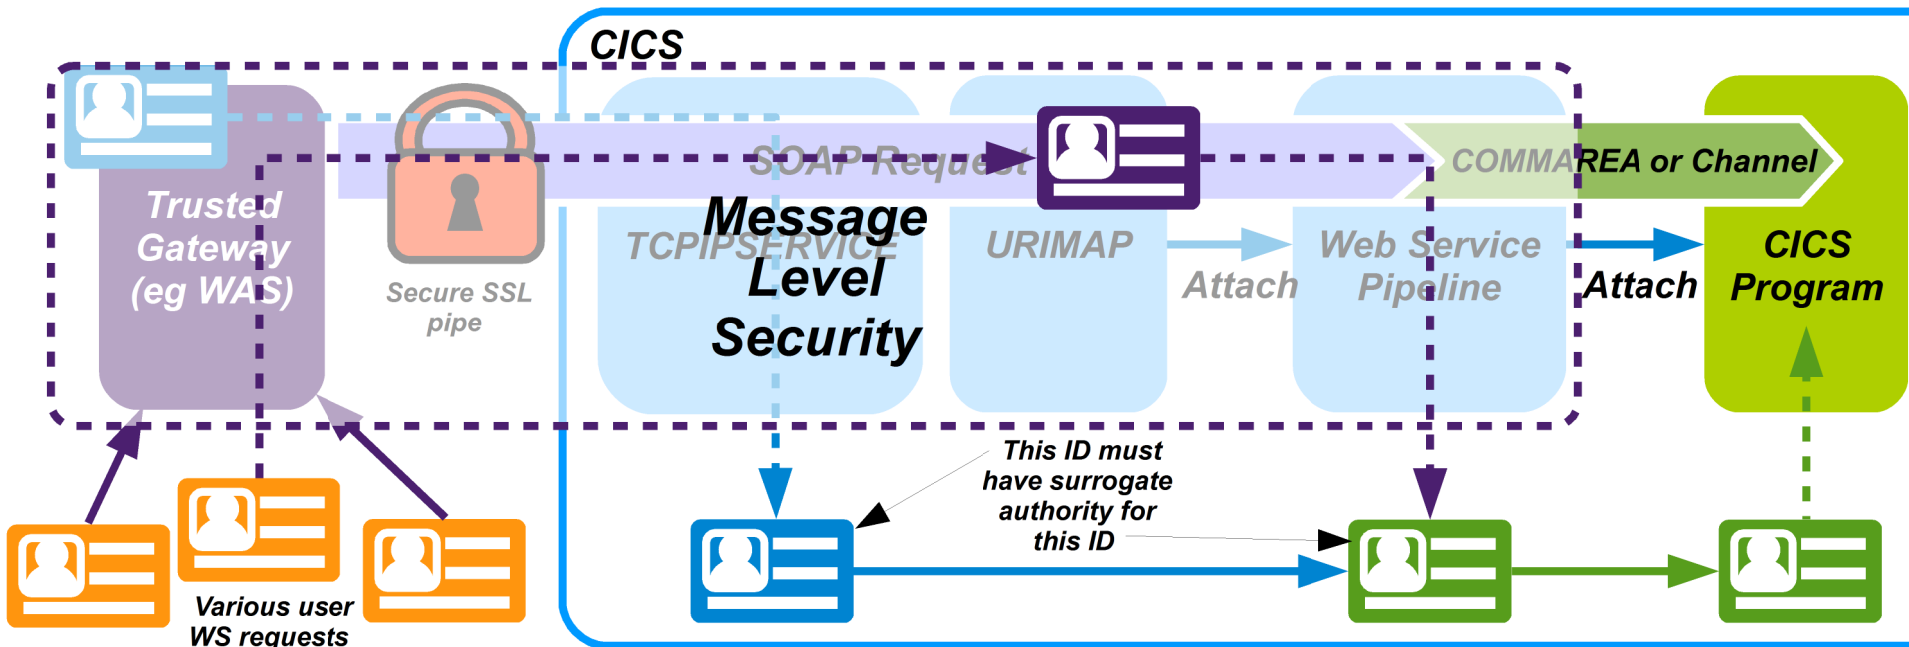 CICS
SOAP Request
COMMAREA or Channel
Trusted
Gateway
(eg WAS)
Secure SSL
pipe
TCPIPSERVICE
Message
Level
Security
URIMAP
Attach
Web Service
Pipeline
Attach
CICS
Program
This ID must
have surrogate
authority for
this ID
Various user
WS requests